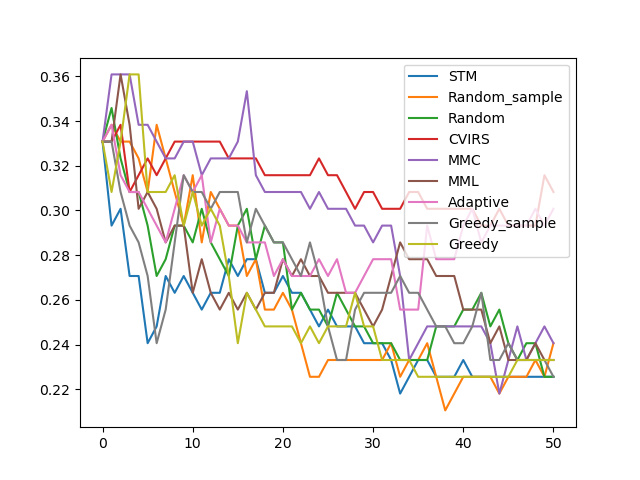 0.36
0.34
0.32
0.30
0.28
0.26
0.24
0.22
0 10 20 30 40 50
STM
Random_sample
Random
CVIRS
MMC
MML
Adaptive
Greedy_sample
Greedy